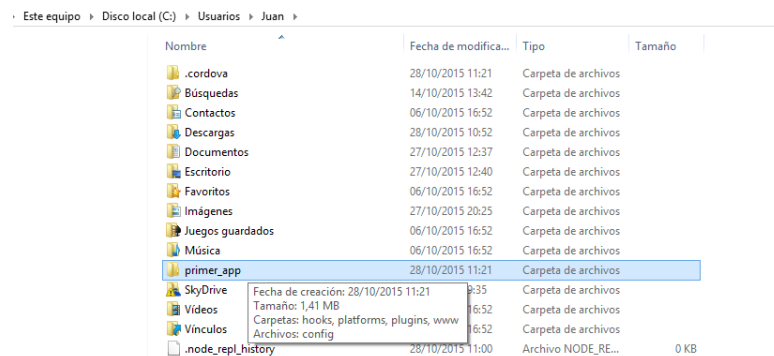 Este equipo ▸ Disco local (C:) ▸ Usuarios ▸ Juan ▸
Nombre Fecha de modifica... Tipo Tamaño
.cordova 28/10/2015 11:21 Carpeta de archivos
Búsquedas 14/10/2015 13:42 Carpeta de archivos
Contactos 06/10/2015 16:52 Carpeta de archivos
Descargas 28/10/2015 10:52 Carpeta de archivos
Documentos 27/10/2015 12:37 Carpeta de archivos
Escritorio 27/10/2015 12:40 Carpeta de archivos
Favoritos 06/10/2015 16:52 Carpeta de archivos
Imágenes 27/10/2015 20:25 Carpeta de archivos
Juegos guardados 06/10/2015 16:52 Carpeta de archivos
Música 06/10/2015 16:52 Carpeta de archivos
primer_app 28/10/2015 11:21 Carpeta de archivos
SkyDrive 9:35 Carpeta de archivos
Fecha de creación: 28/10/2015 11:21
Tamaño: 1,41 MB
Carpetas: hooks, platforms, plugins, www
Archivos: config
Vídeos 16:52 Carpeta de archivos
Vínculos 16:52 Carpeta de archivos
.node_repl_history 28/10/2015 11:00 Archivo NODE_RE... 0 KB